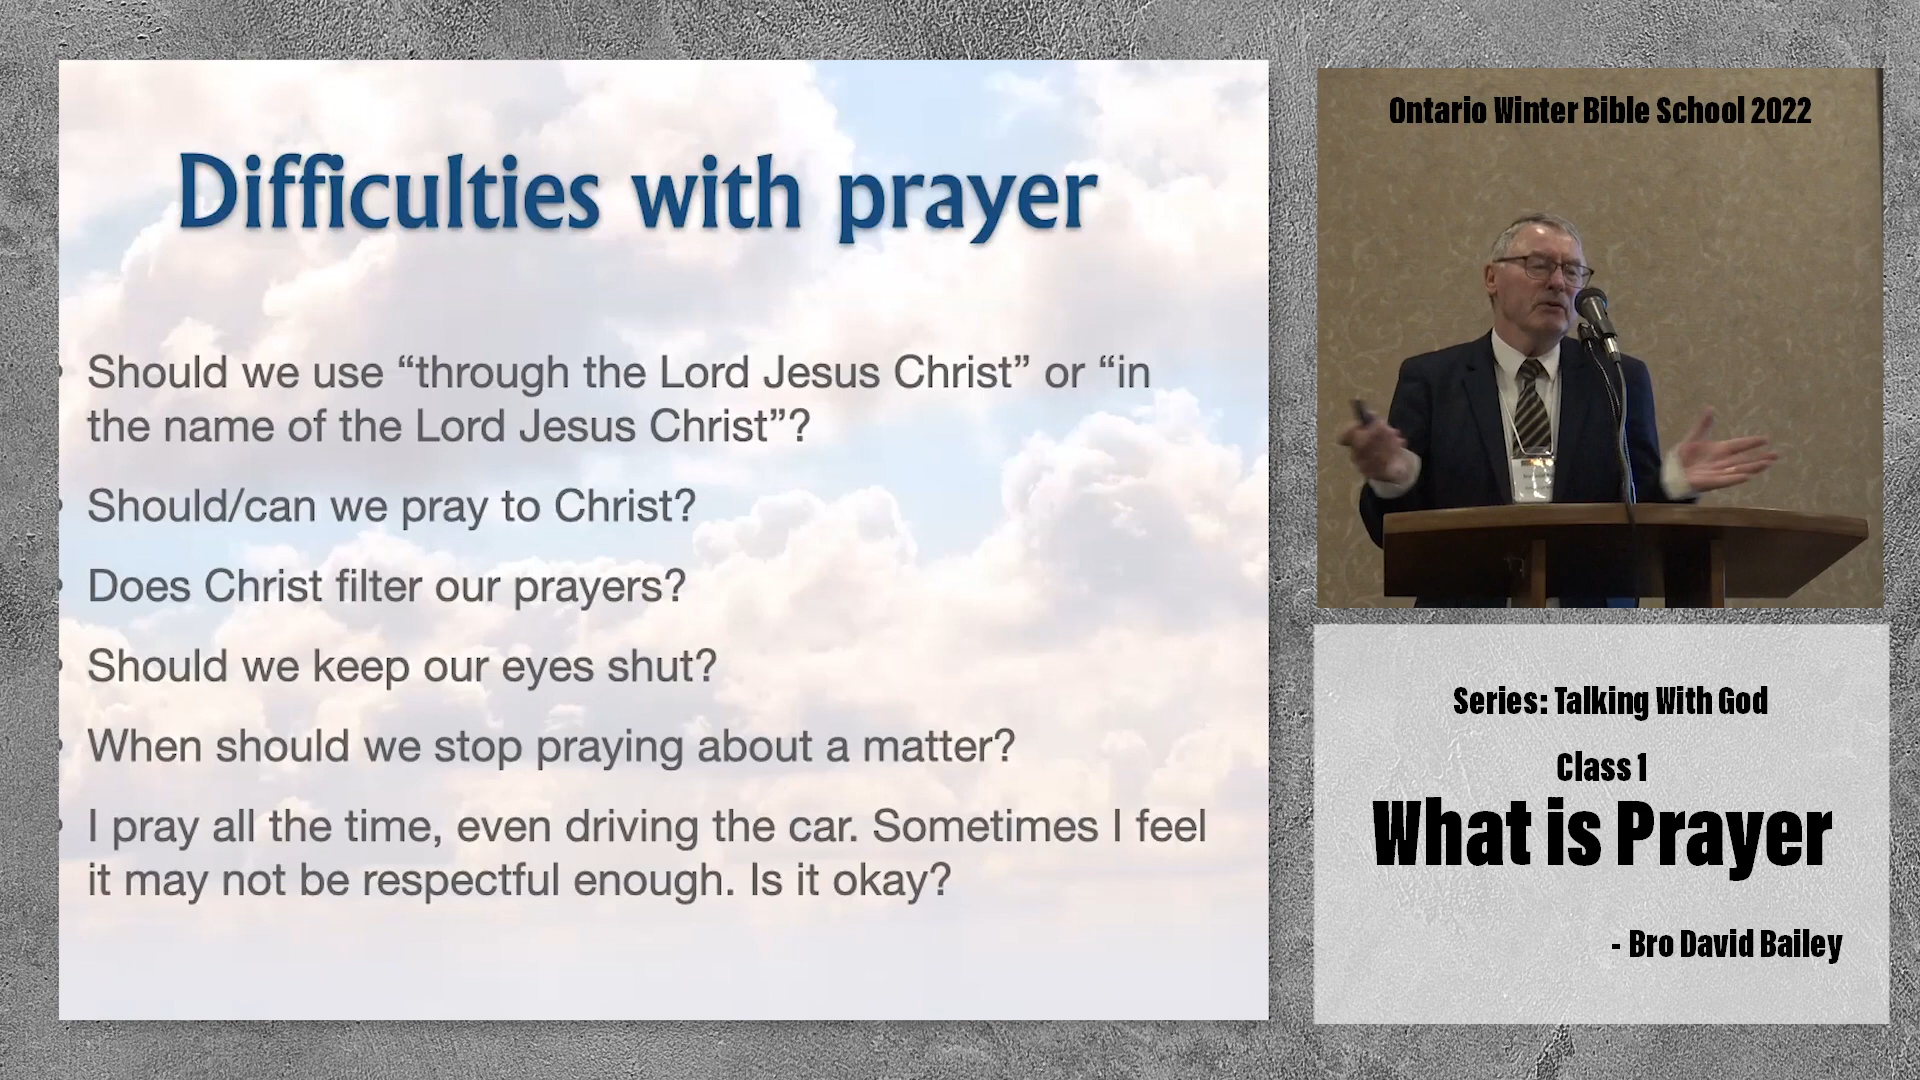 Difficulties with prayer
• Should we use “through the Lord Jesus Christ” or “in
the name of the Lord Jesus Christ”?
• Should/can we pray to Christ?
• Does Christ filter our prayers?
• Should we keep our eyes shut?
• When should we stop praying about a matter?
• I pray all the time, even driving the car. Sometimes I feel
it may not be respectful enough. Is it okay?
Ontario Winter Bible School 2022
Series: Talking With God
Class 1
What is Prayer
- Bro David Bailey